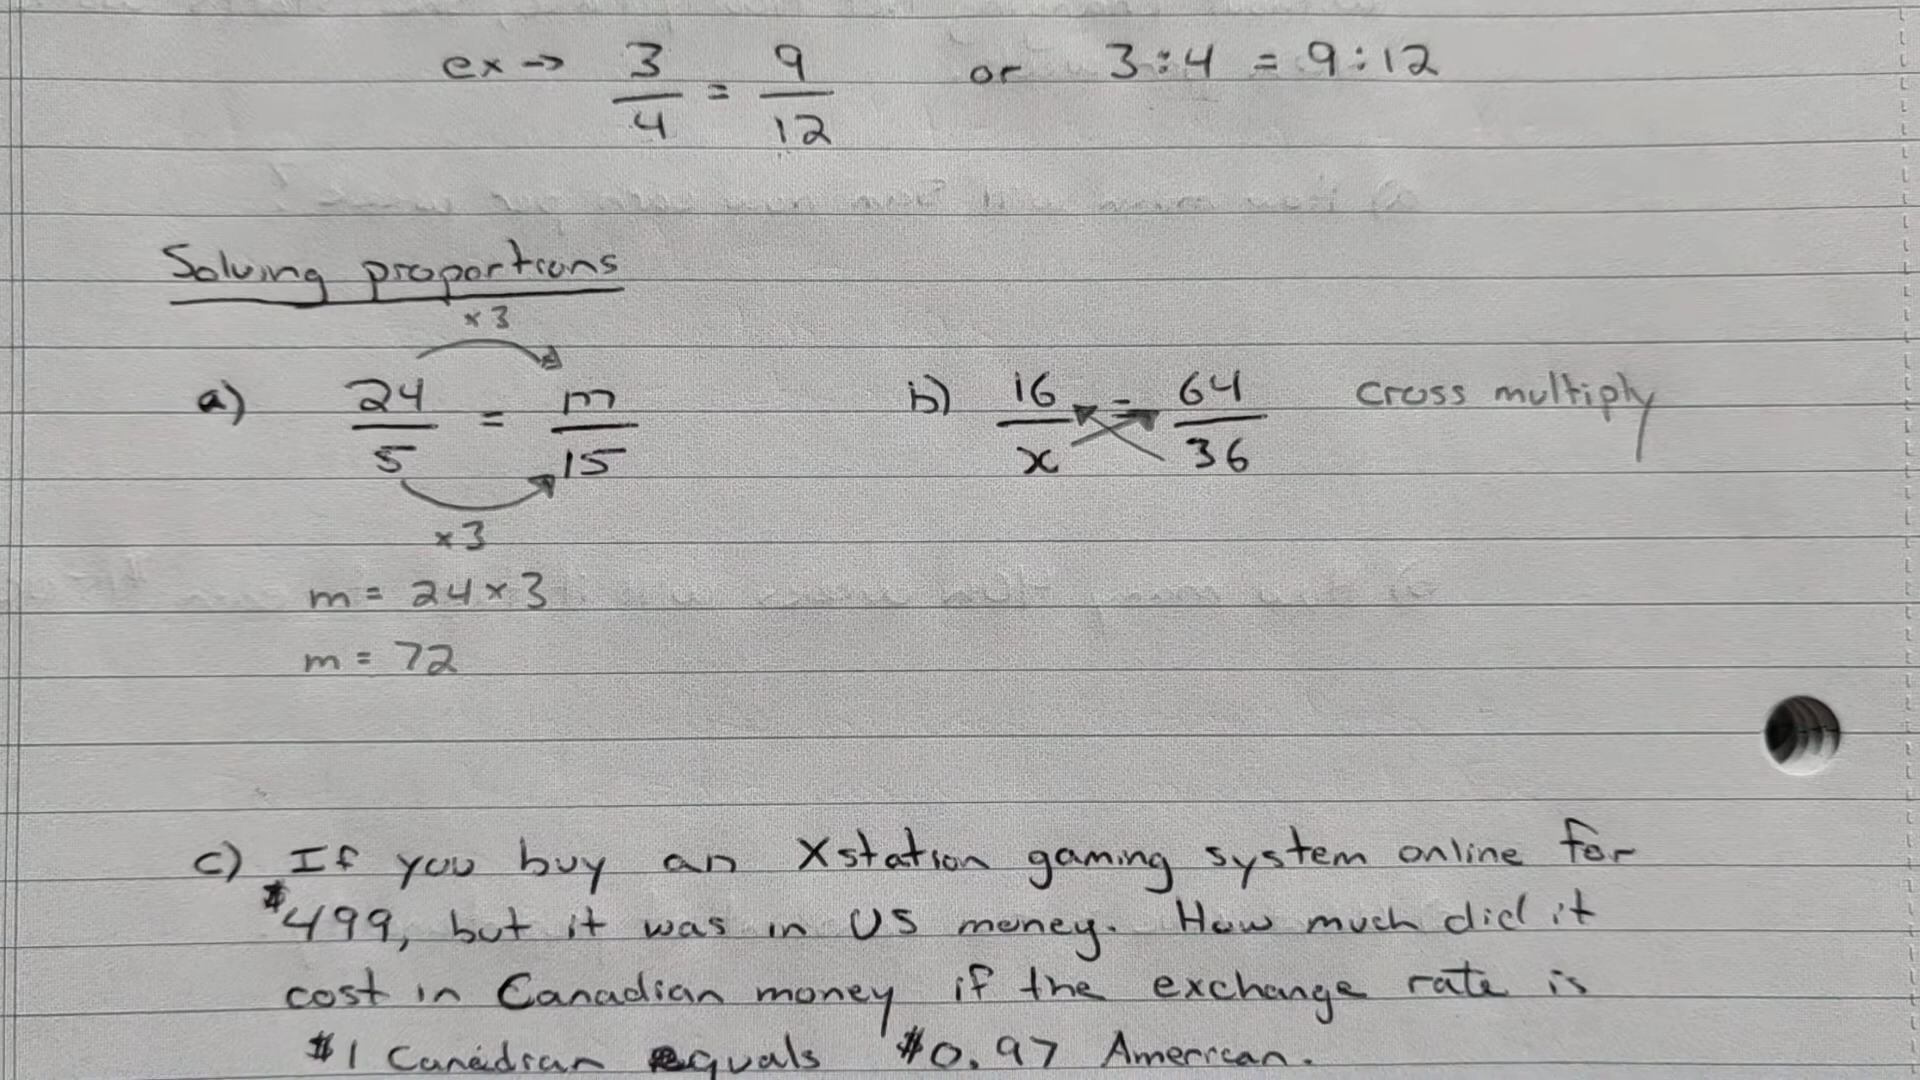 ex → 3/4 = 9/12 or 3:4 = 9:12
Solving proportions
×3
a) 24/5 = m/15 b) 16/x = 64/36 cross multiply
×3
m = 24 × 3
m = 72
c) If you buy an Xstation gaming system online for
$499, but it was in US money. How much did it
cost in Canadian money if the exchange rate is
$1 Canadian equals $0.97 American.